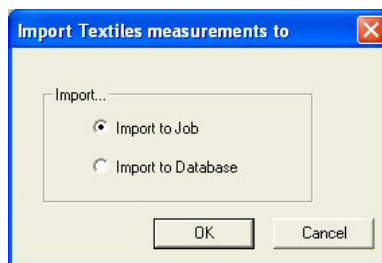 Import Textiles measurements to
Import...
Import to Job
Import to Database
OK Cancel